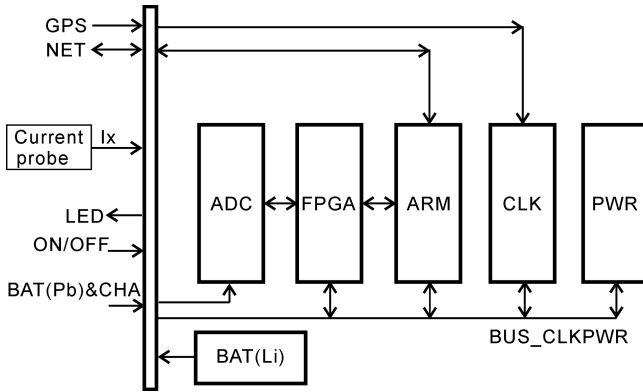 GPS
NET
Current
probe
Ix
ADC
FPGA
ARM
CLK
PWR
LED
ON/OFF
BAT(Pb)&CHA
BUS_CLKPWR
BAT(Li)